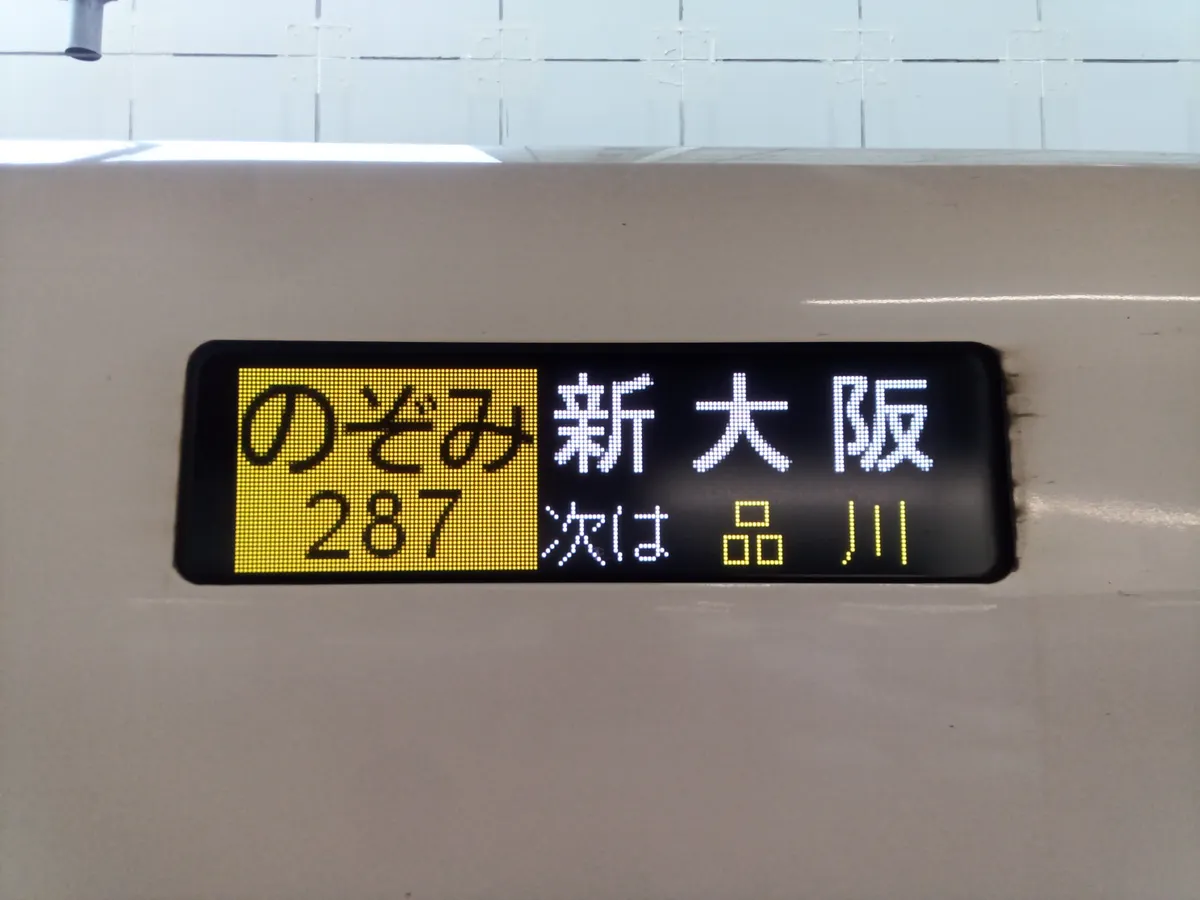 のぞみ 新大阪
287 次は 品川